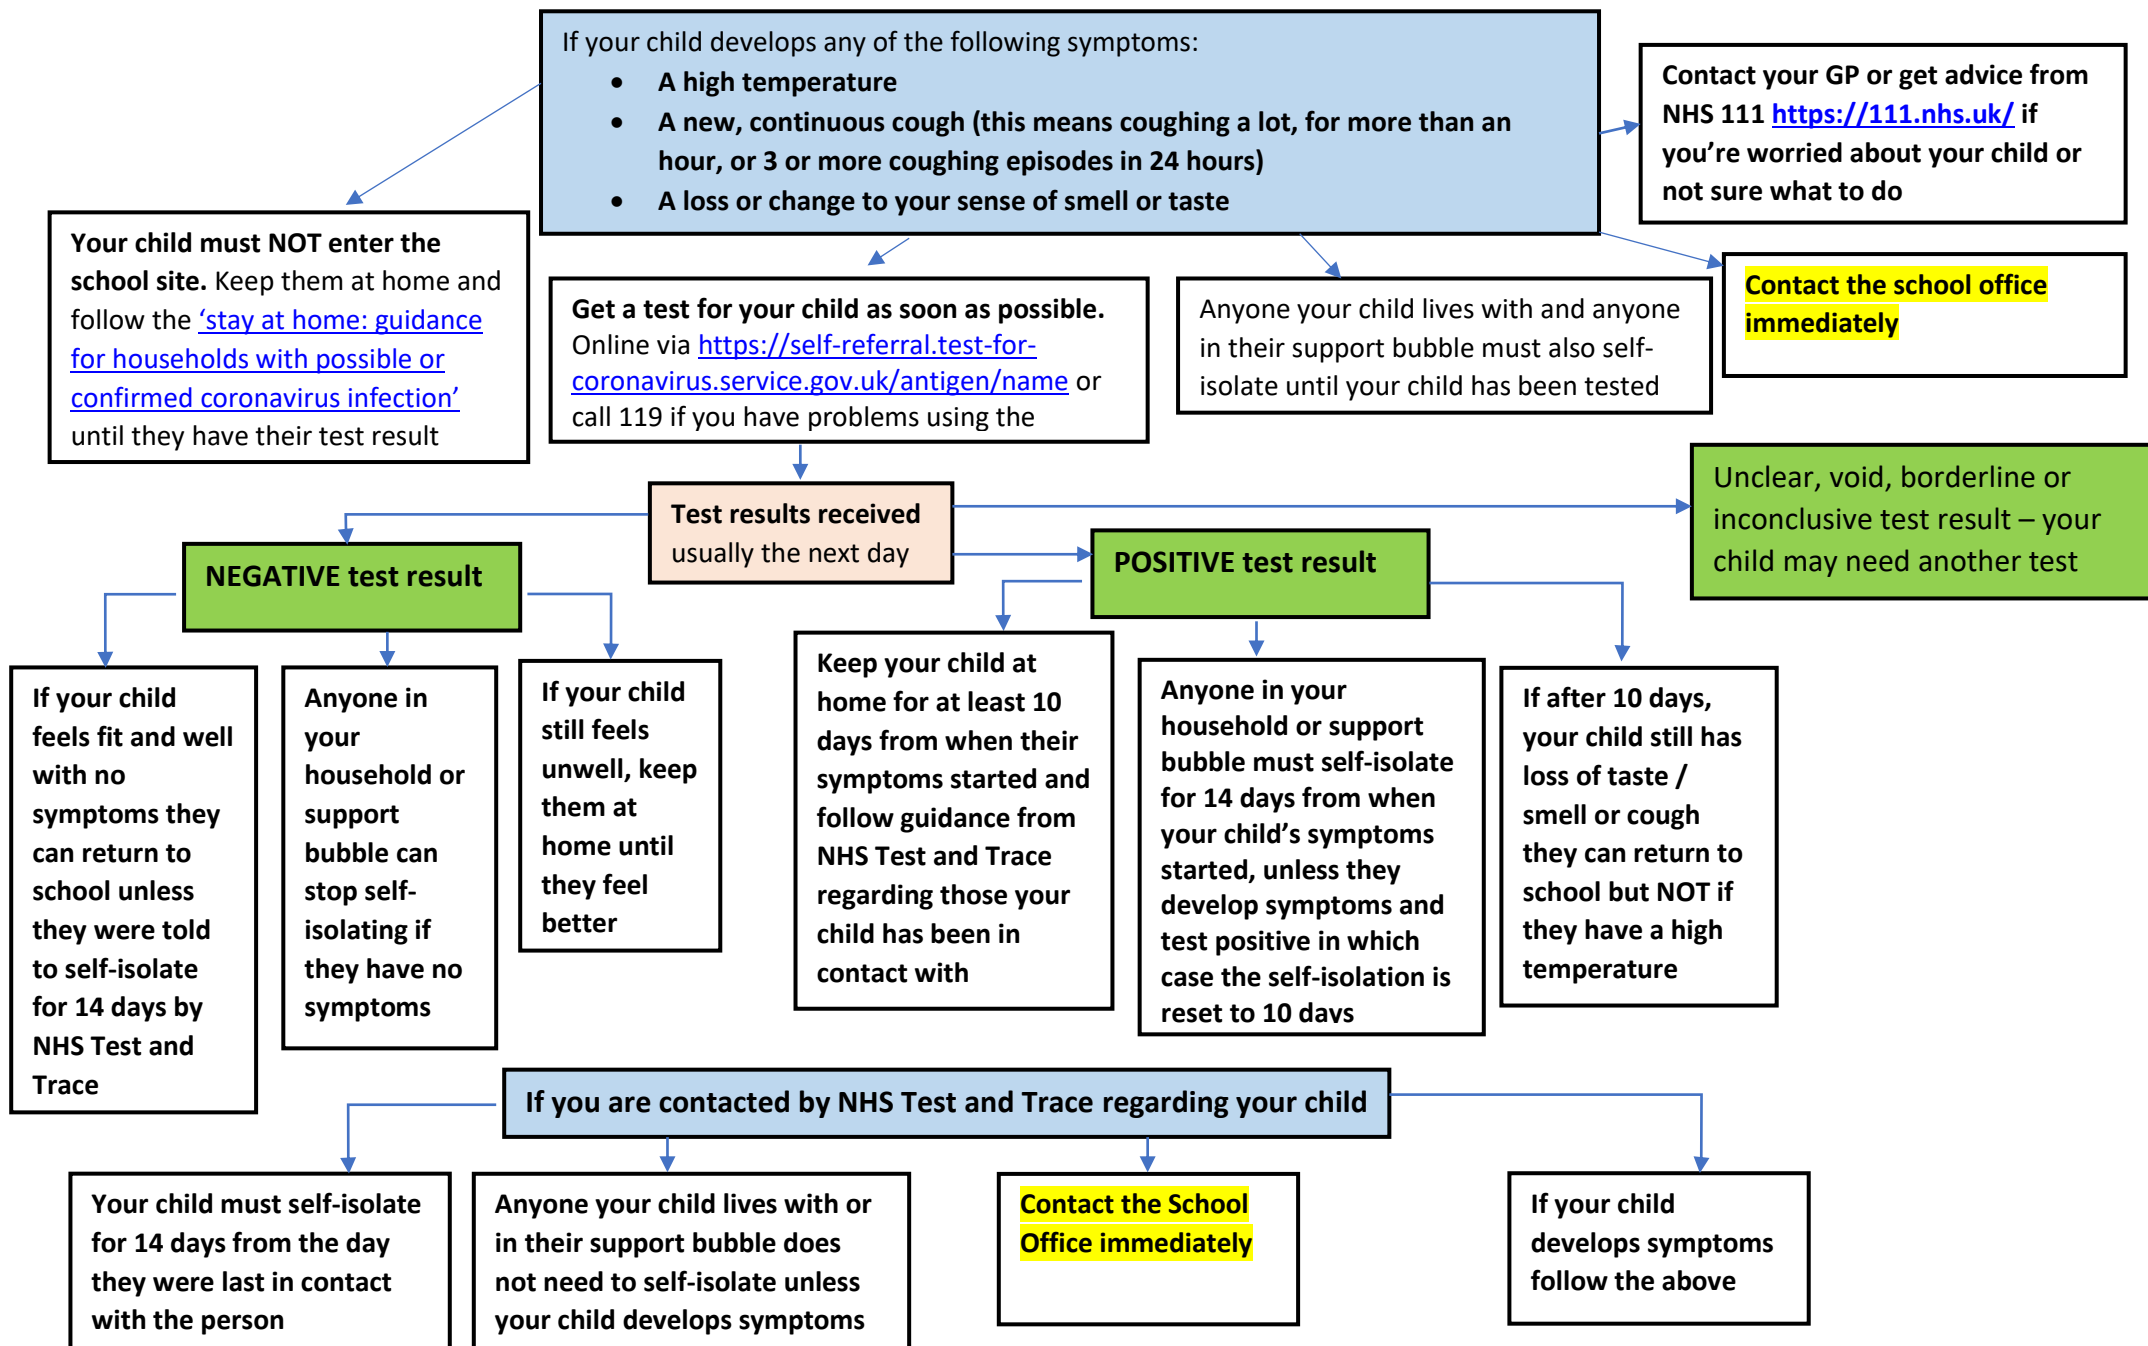 If your child develops any of the following symptoms:
• A high temperature
• A new, continuous cough (this means coughing a lot, for more than an
hour, or 3 or more coughing episodes in 24 hours)
• A loss or change to your sense of smell or taste
Contact your GP or get advice from
NHS 111 https://111.nhs.uk/ if
you’re worried about your child or
not sure what to do
Your child must NOT enter the
school site. Keep them at home and
follow the ‘stay at home: guidance
for households with possible or
confirmed coronavirus infection’
until they have their test result
Get a test for your child as soon as possible.
Online via https://self-referral.test-for-
coronavirus.service.gov.uk/antigen/name or
call 119 if you have problems using the
Anyone your child lives with and anyone
in their support bubble must also self-
isolate until your child has been tested
Contact the school office
immediately
Test results received
usually the next day
Unclear, void, borderline or
inconclusive test result – your
child may need another test
NEGATIVE test result
POSITIVE test result
If your child
feels fit and well
with no
symptoms they
can return to
school unless
they were told
to self-isolate
for 14 days by
NHS Test and
Trace
Anyone in
your
household or
support
bubble can
stop self-
isolating if
they have no
symptoms
If your child
still feels
unwell, keep
them at
home until
they feel
better
Keep your child at
home for at least 10
days from when their
symptoms started and
follow guidance from
NHS Test and Trace
regarding those your
child has been in
contact with
Anyone in your
household or support
bubble must self-isolate
for 14 days from when
your child’s symptoms
started, unless they
develop symptoms and
test positive in which
case the self-isolation is
reset to 10 days
If after 10 days,
your child still has
loss of taste /
smell or cough
they can return to
school but NOT if
they have a high
temperature
If you are contacted by NHS Test and Trace regarding your child
Your child must self-isolate
for 14 days from the day
they were last in contact
with the person
Anyone your child lives with or
in their support bubble does
not need to self-isolate unless
your child develops symptoms
Contact the School
Office immediately
If your child
develops symptoms
follow the above